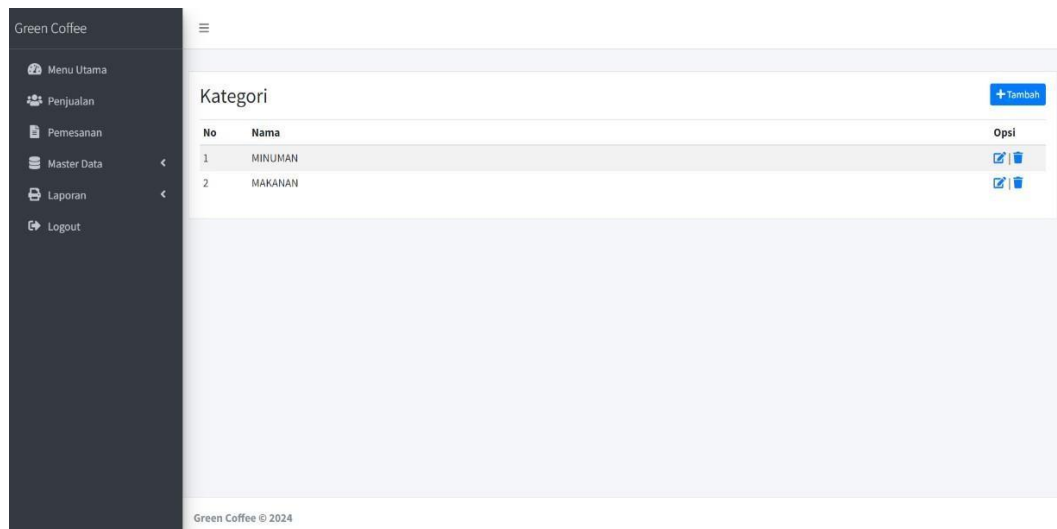 Green Coffee
Menu Utama
Penjualan
Pemesanan
Master Data
Laporan
Logout
Kategori
Tambah
No Nama Opsi
1 MINUMAN
2 MAKANAN
Green Coffee © 2024